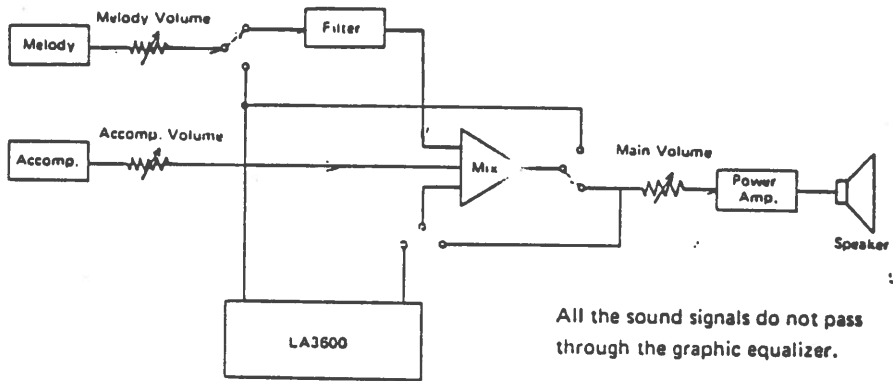 Melody Volume
Melody
Filter
Accomp. Volume
Accomp.
Mix
Main Volume
Power
Amp.
Speaker
LA3600
All the sound signals do not pass
through the graphic equalizer.